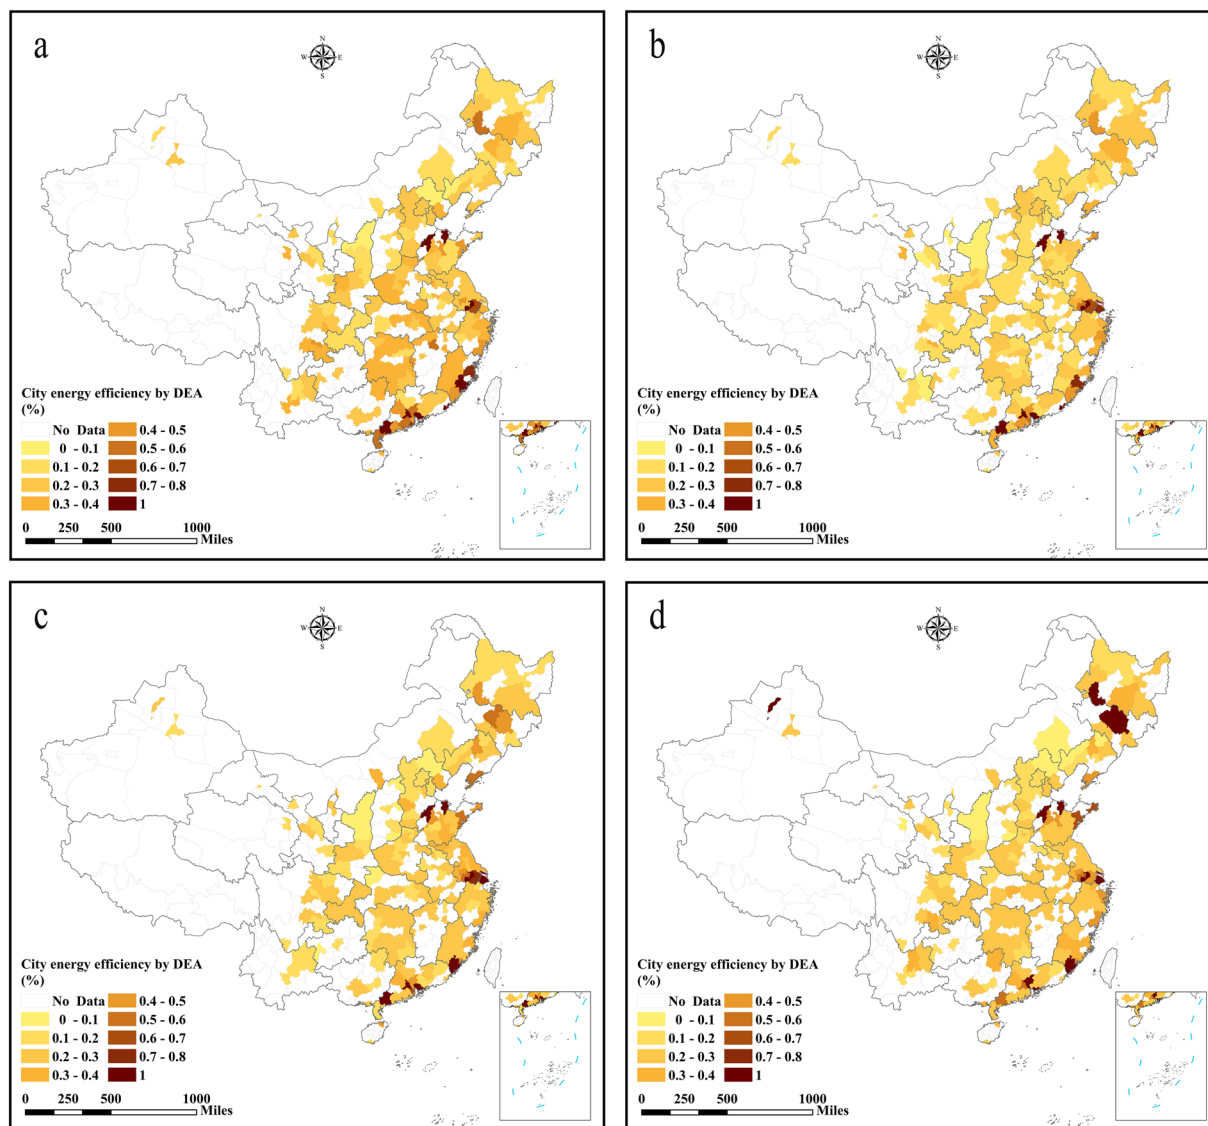 a
N
W E
S
City energy efficiency by DEA
(%)
No Data 0.4 - 0.5
0 - 0.1 0.5 - 0.6
0.1 - 0.2 0.6 - 0.7
0.2 - 0.3 0.7 - 0.8
0.3 - 0.4 1
0 250 500 1000
Miles
b
N
W E
S
City energy efficiency by DEA
(%)
No Data 0.4 - 0.5
0 - 0.1 0.5 - 0.6
0.1 - 0.2 0.6 - 0.7
0.2 - 0.3 0.7 - 0.8
0.3 - 0.4 1
0 250 500 1000
Miles
c
N
W E
S
City energy efficiency by DEA
(%)
No Data 0.4 - 0.5
0 - 0.1 0.5 - 0.6
0.1 - 0.2 0.6 - 0.7
0.2 - 0.3 0.7 - 0.8
0.3 - 0.4 1
0 250 500 1000
Miles
d
N
W E
S
City energy efficiency by DEA
(%)
No Data 0.4 - 0.5
0 - 0.1 0.5 - 0.6
0.1 - 0.2 0.6 - 0.7
0.2 - 0.3 0.7 - 0.8
0.3 - 0.4 1
0 250 500 1000
Miles